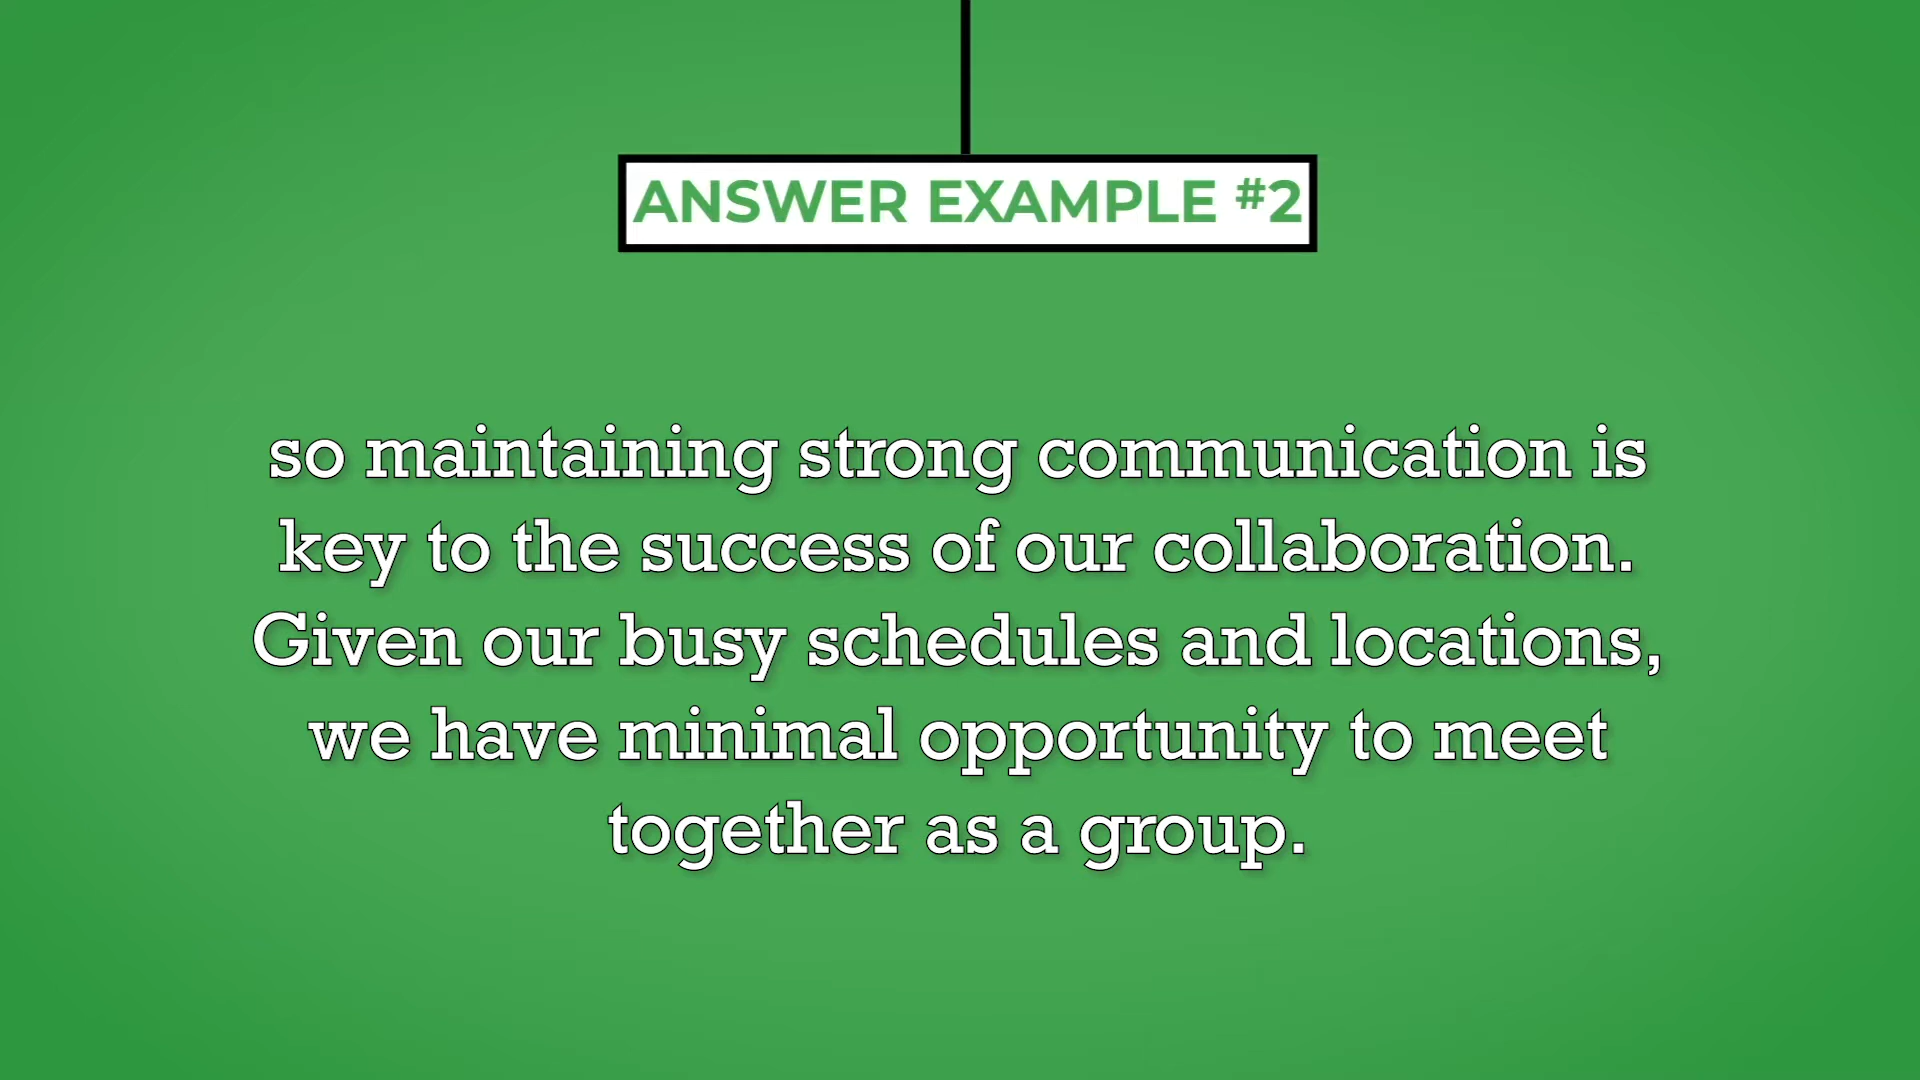 ANSWER EXAMPLE #2
so maintaining strong communication is
key to the success of our collaboration.
Given our busy schedules and locations,
we have minimal opportunity to meet
together as a group.